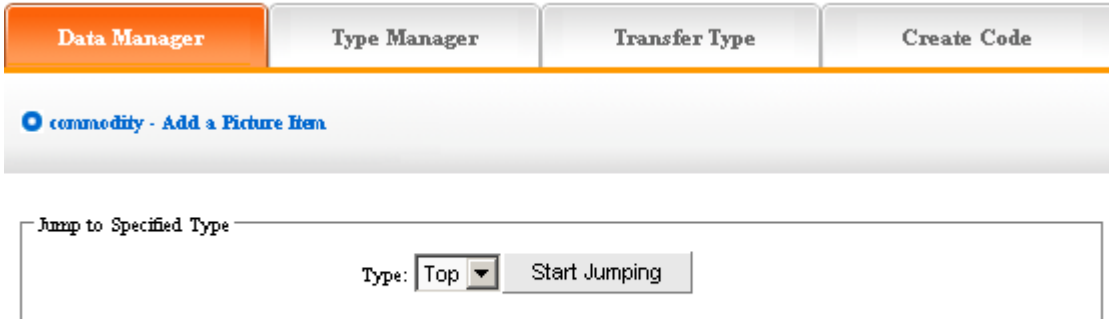 Data Manager Type Manager Transfer Type Create Code
commodity - Add a Picture Item
Jump to Specified Type
Type: Top Start Jumping